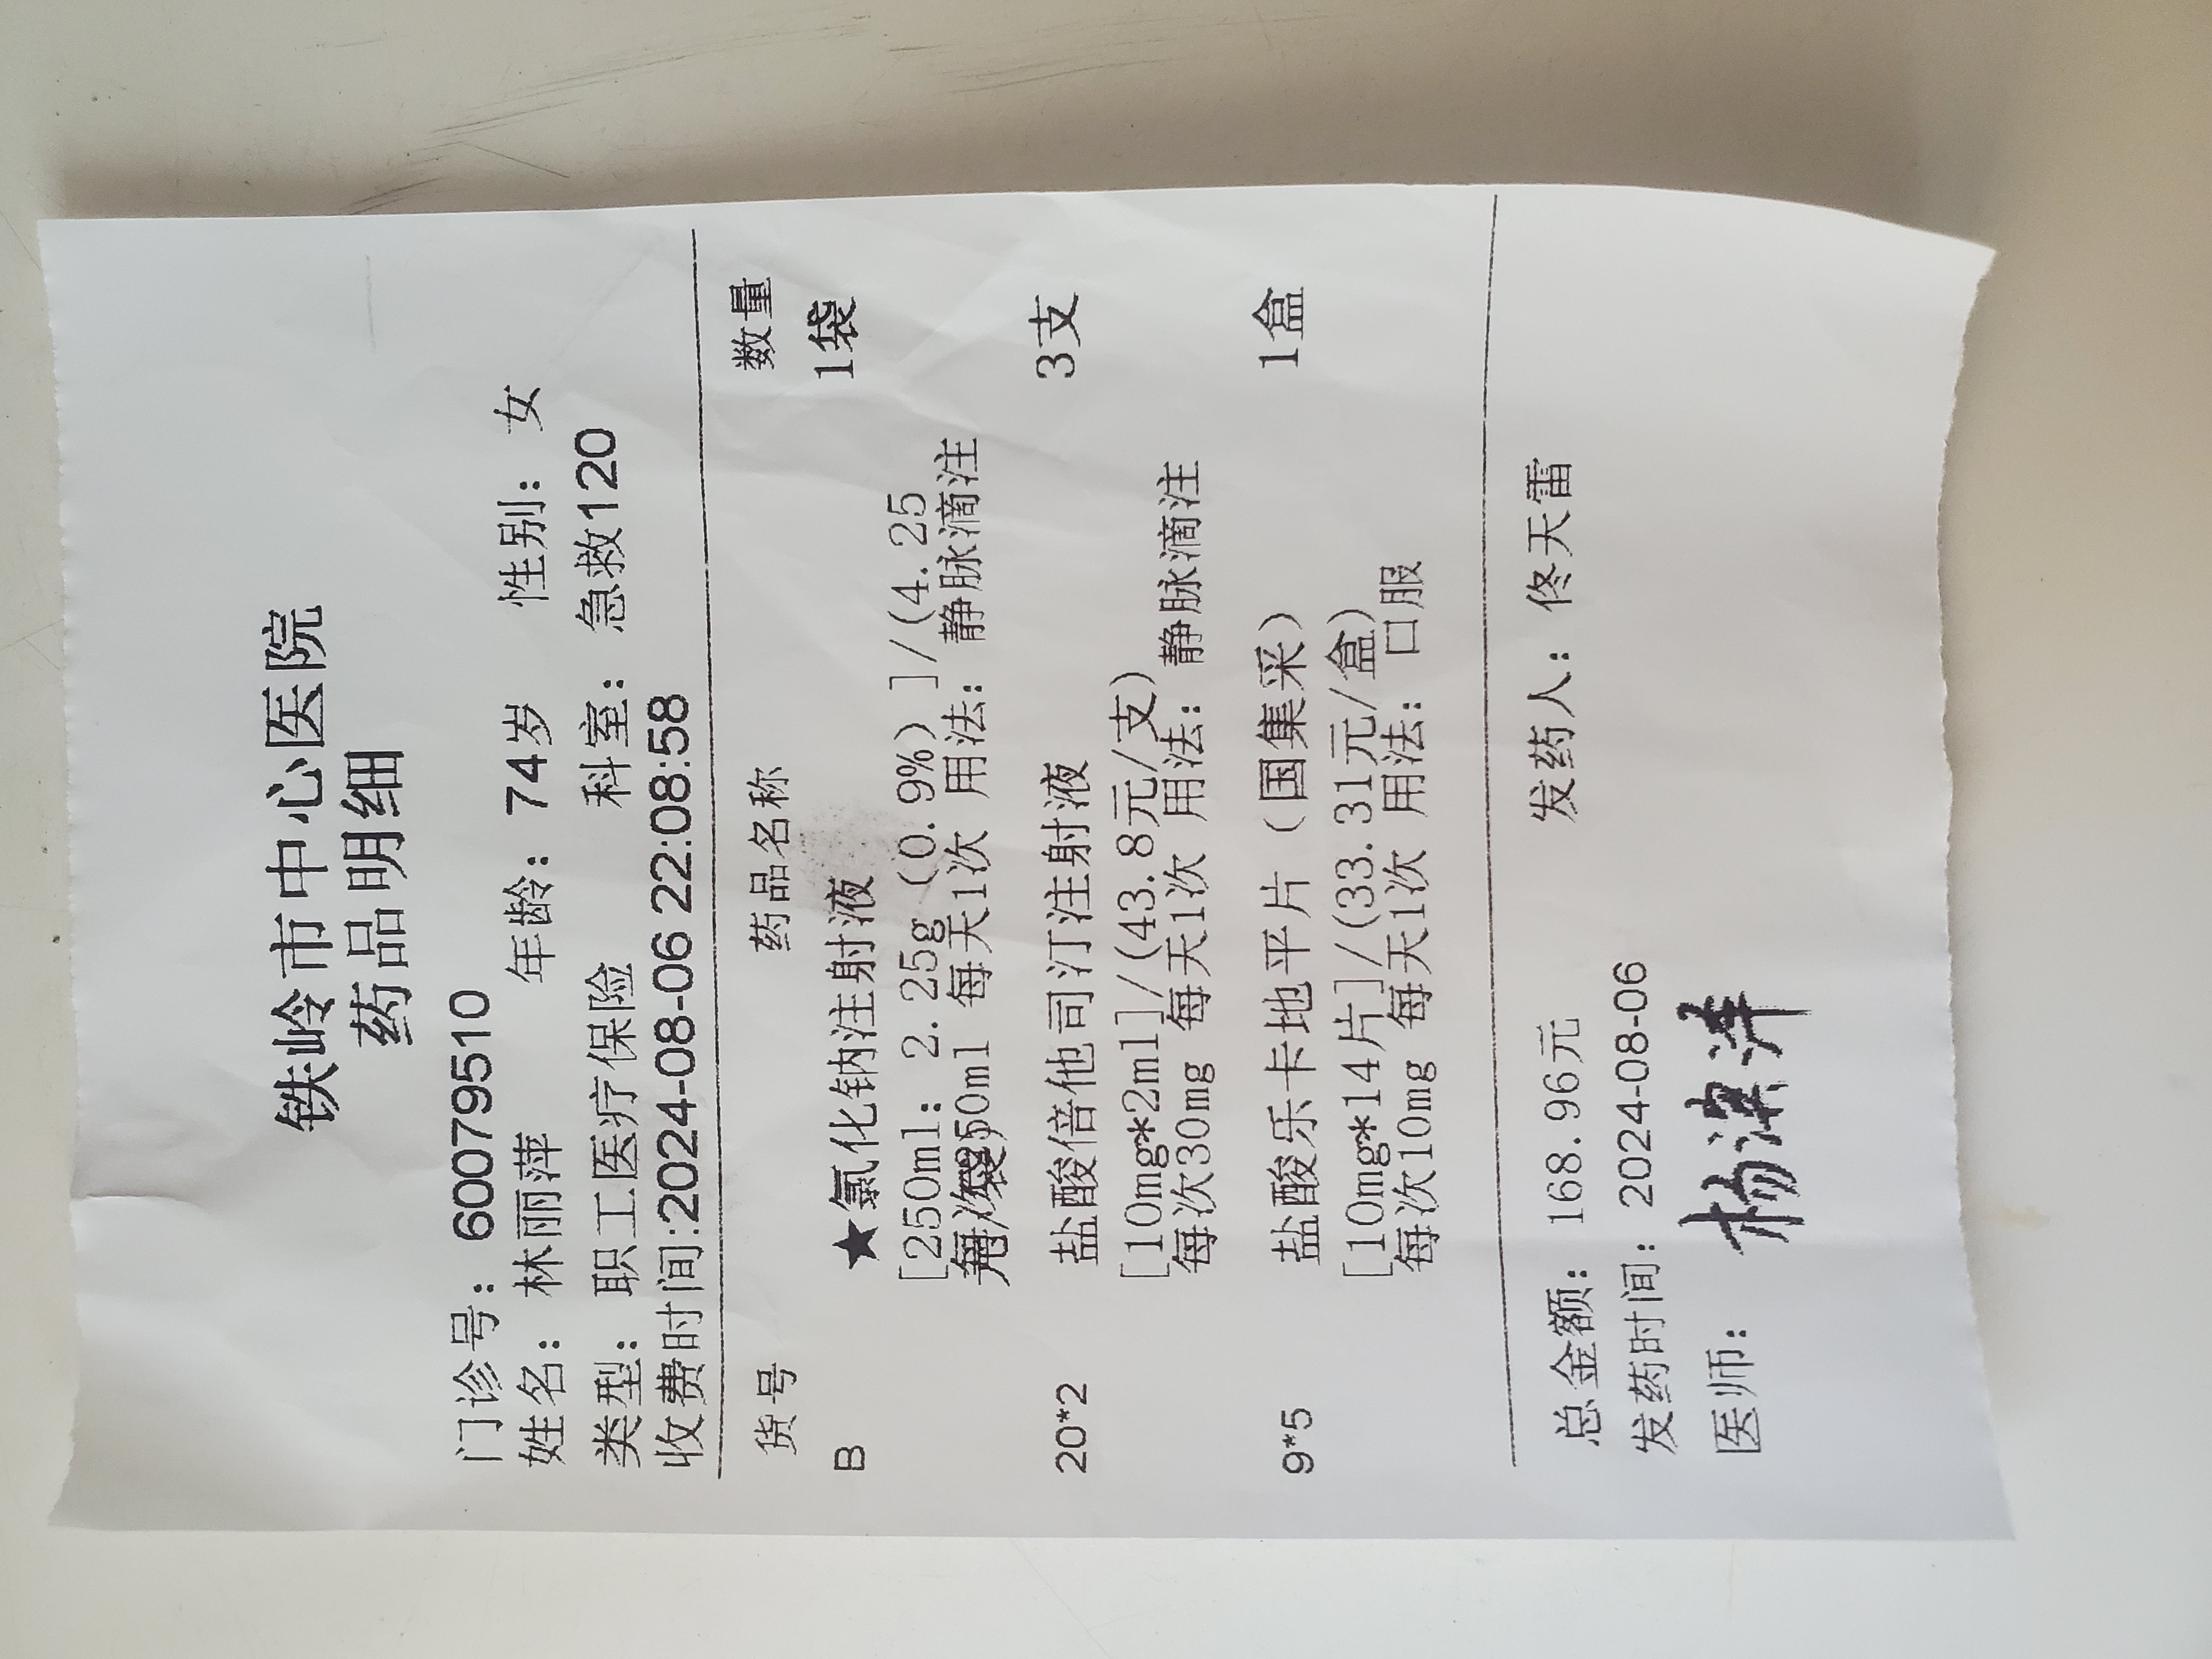 铁岭市中心医院
药品明细
门诊号：600795510
姓名：林丽萍 年龄：74岁 性别：女
类型：职工医疗保险 科室：急救120
收费时间:2024-08-06 22:08:58
货号 药品名称 数量
B ★氯化钠注射液 1袋
[250ml：2.25g（0.9%）]/(4.25
每次250ml 每天1次 用法：静脉滴注
20*2 盐酸倍他司汀注射液 3支
[10mg*2ml]/(43.8元/支)
每次30mg 每天1次 用法：静脉滴注
9*5 盐酸乐卡地平片（国集采） 1盒
[10mg*14片]/(33.31元/盒)
每次10mg 每天1次 用法：口服
总金额：168.96元 发药人：佟天雷
发药时间：2024-08-06
医师：